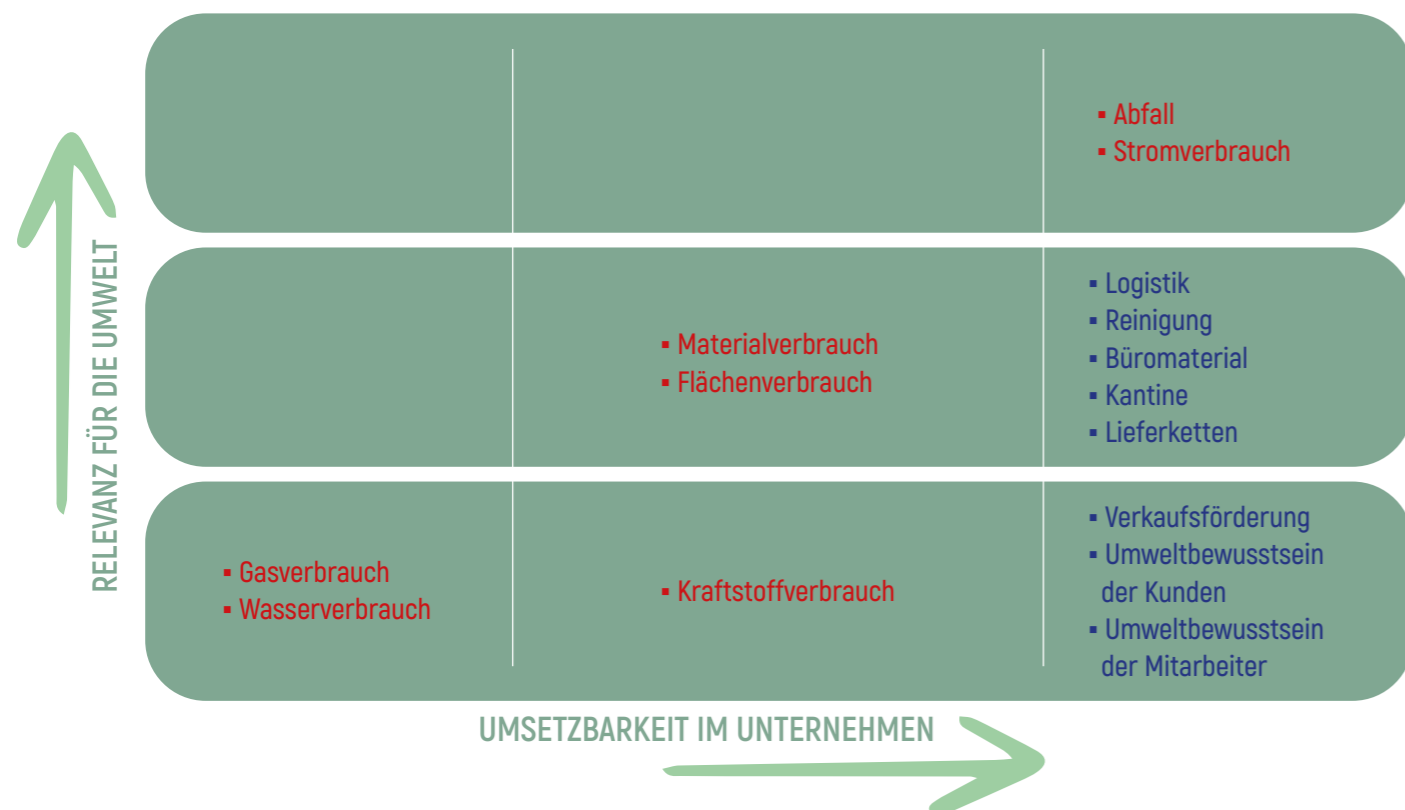 ▪ Abfall
▪ Stromverbrauch
RELEVANZ FÜR DIE UMWELT
▪ Materialverbrauch
▪ Flächenverbrauch
▪ Logistik
▪ Reinigung
▪ Büromaterial
▪ Kantine
▪ Lieferketten
▪ Gasverbrauch
▪ Wasserverbrauch
▪ Kraftstoffverbrauch
▪ Verkaufsförderung
▪ Umweltbewusstsein
der Kunden
▪ Umweltbewusstsein
der Mitarbeiter
UMSETZBARKEIT IM UNTERNEHMEN